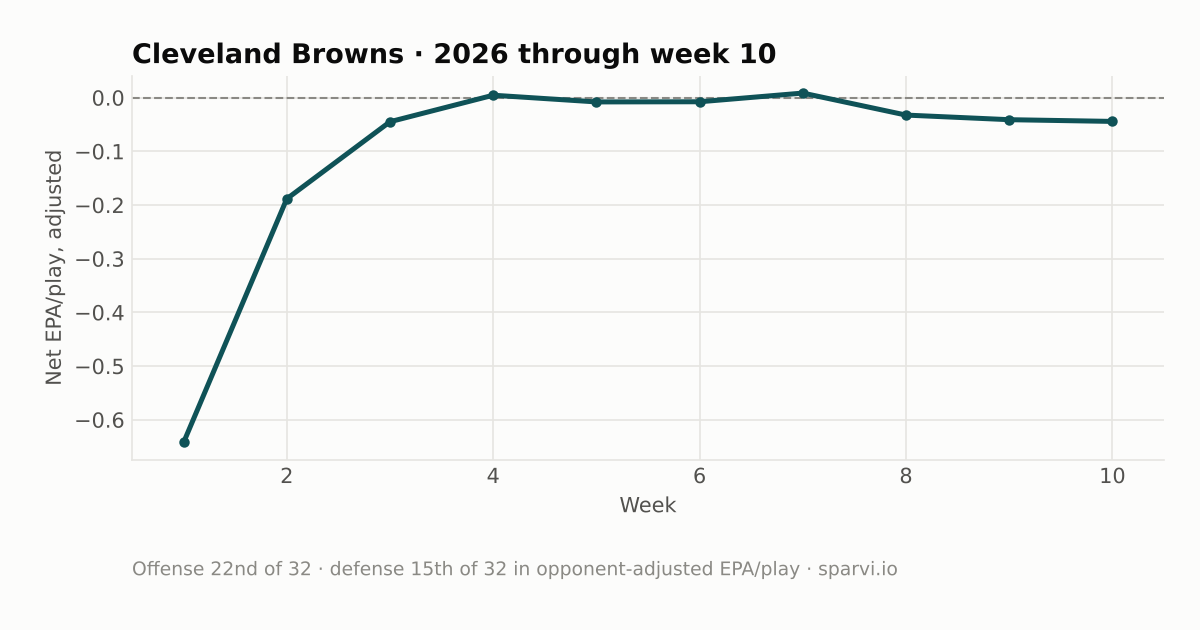 Cleveland Browns · 2026 through week 10
Net EPA/play, adjusted
0.0
−0.1
−0.2
−0.3
−0.4
−0.5
−0.6
2 4 6 8 10
Week
Offense 22nd of 32 · defense 15th of 32 in opponent-adjusted EPA/play · sparvi.io